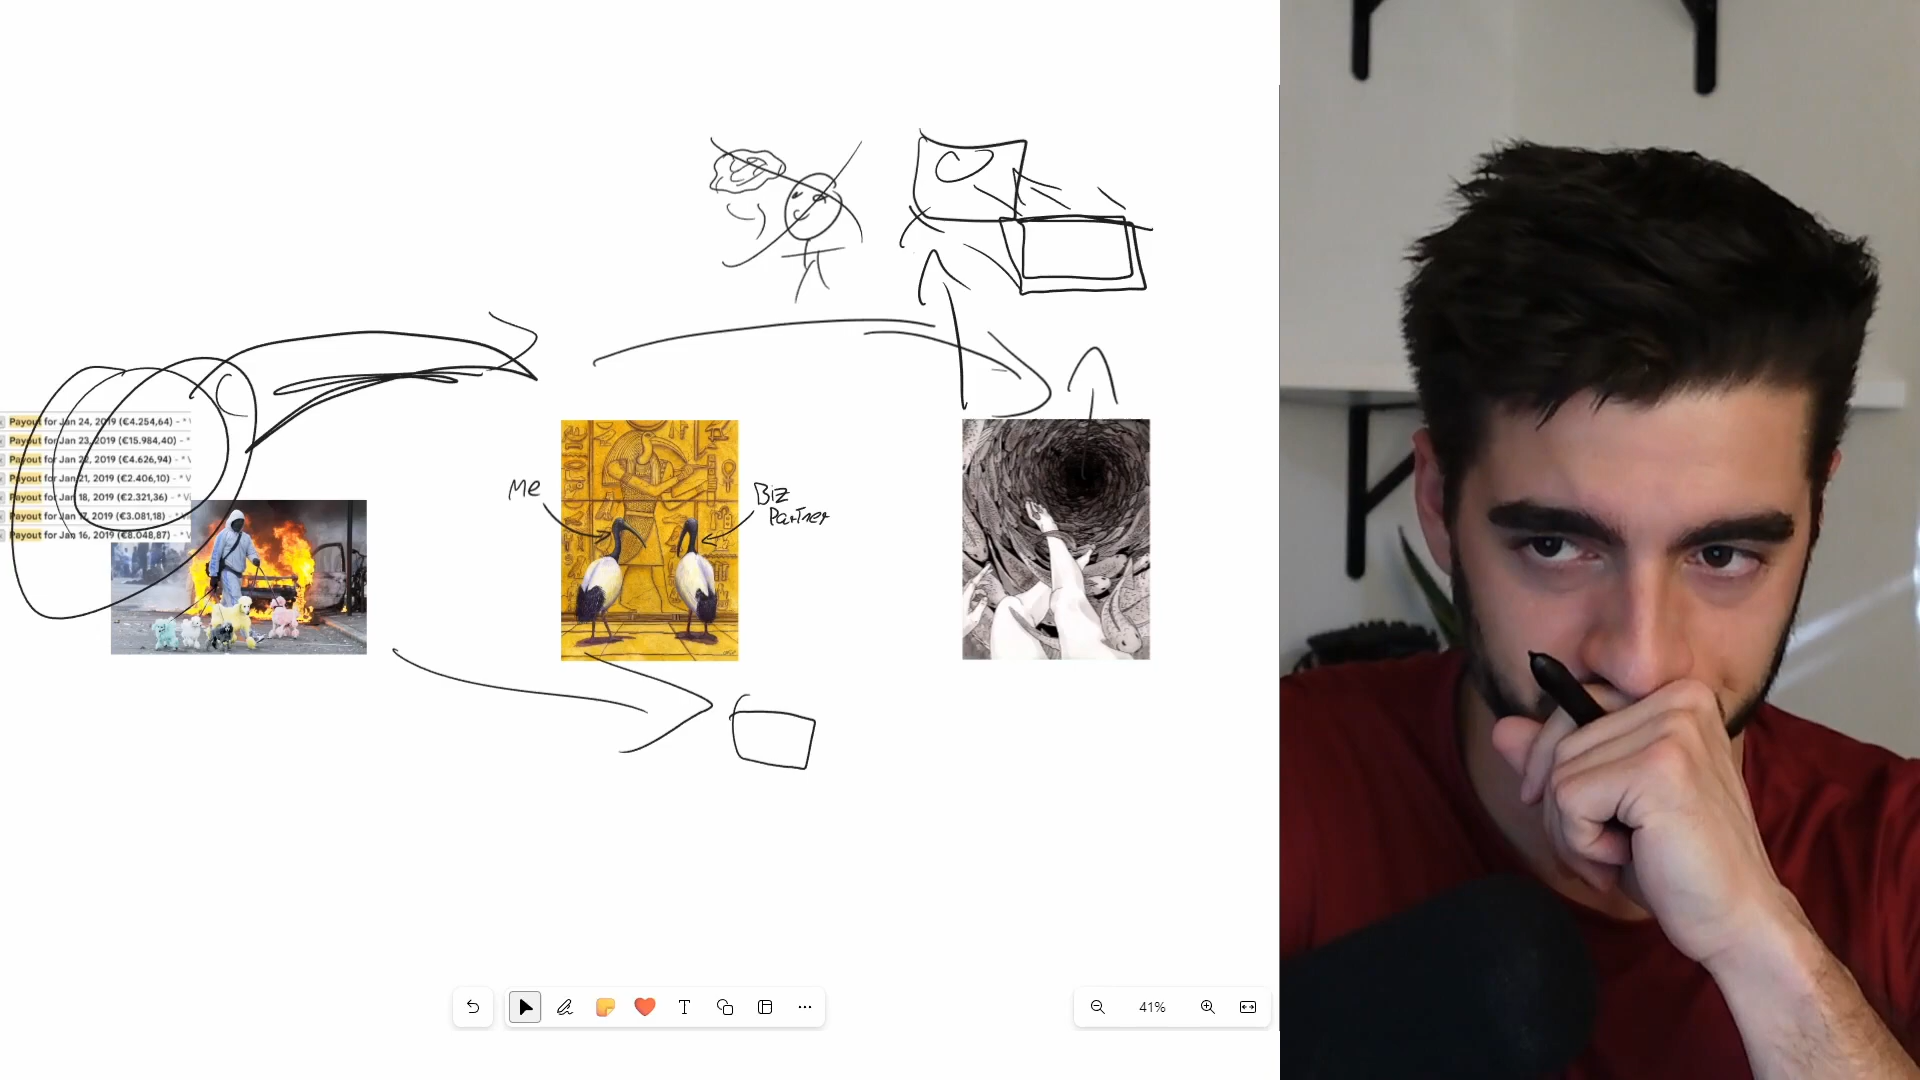 Payout for Jan 24, 2019 (€4.254,64) - "
Payout for Jan 23, 2019 (€15.984,40) - "
Payout for Jan 22, 2019 (€4.626,94) - "
Payout for Jan 21, 2019 (€2.406,10) - "
Payout for Jan 18, 2019 (€2.321,36) - "
Payout for Jan 17, 2019 (€3.081,18) - "
Payout for Jan 16, 2019 (€8.048,87) - "
Me
Biz
Partner
T
41%